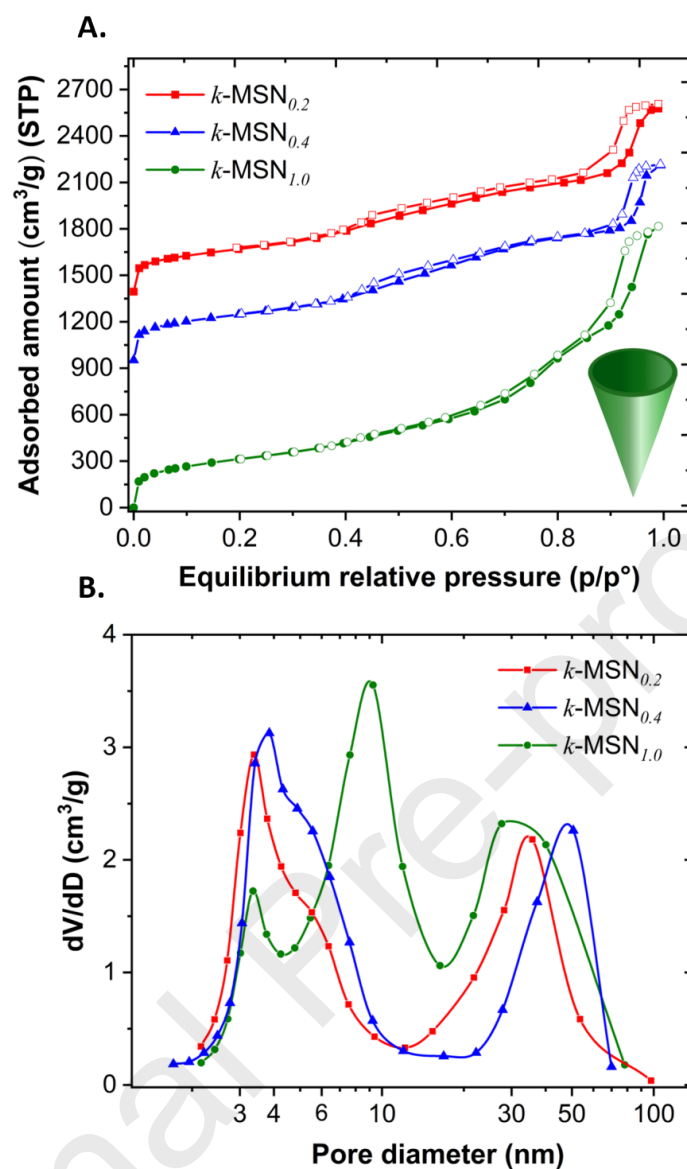 A.
2700
2400
2100
1800
1500
1200
900
600
300
0
Adsorbed amount (cm³/g) (STP)
k-MSN0.2
k-MSN0.4
k-MSN1.0
0.0 0.2 0.4 0.6 0.8 1.0
Equilibrium relative pressure (p/p°)
B.
4
3
2
1
0
dV/dD (cm³/g)
k-MSN0.2
k-MSN0.4
k-MSN1.0
3 4 6 10 30 50 100
Pore diameter (nm)
nal Pre-pro